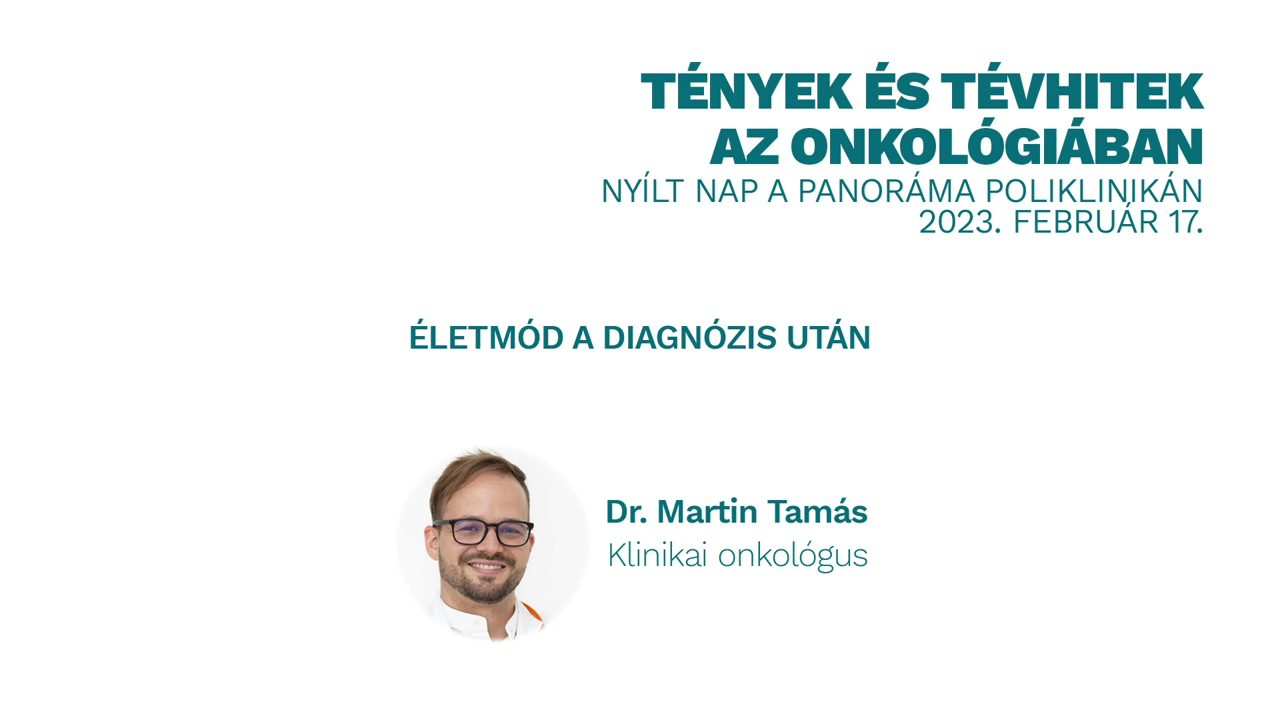 TÉNYEK ÉS TÉVHITEK
AZ ONKOLÓGIÁBAN
NYÍLT NAP A PANORÁMA POLIKLINIKÁN
2023. FEBRUÁR 17.
ÉLETMÓD A DIAGNÓZIS UTÁN
Dr. Martin Tamás
Klinikai onkológus